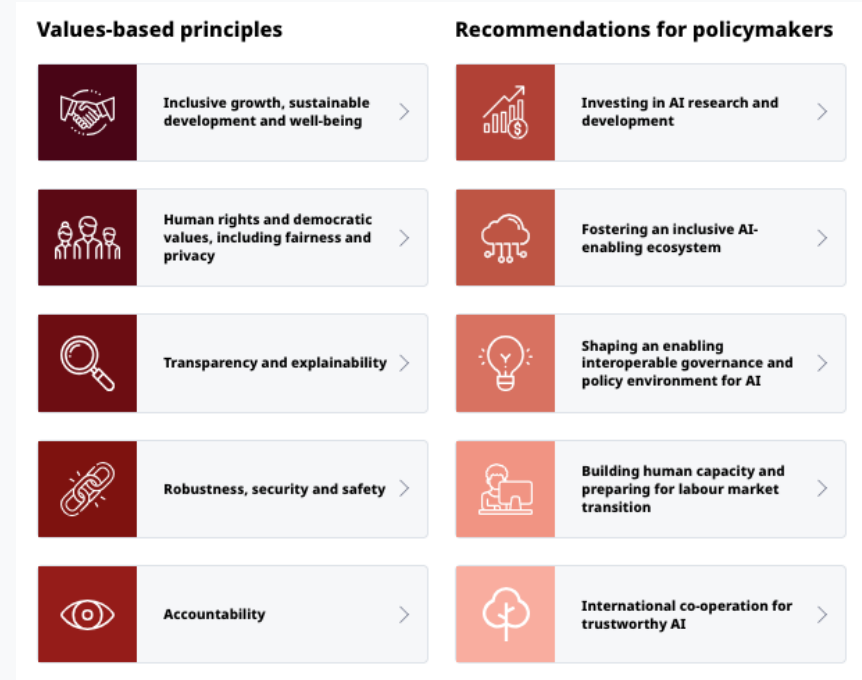 Values-based principles
Inclusive growth, sustainable
development and well-being
Human rights and democratic
values, including fairness and
privacy
Transparency and explainability
Robustness, security and safety
Accountability
Recommendations for policymakers
Investing in AI research and
development
$
Fostering an inclusive AI-
enabling ecosystem
Shaping an enabling
interoperable governance and
policy environment for AI
Building human capacity and
preparing for labour market
transition
International co-operation for
trustworthy AI